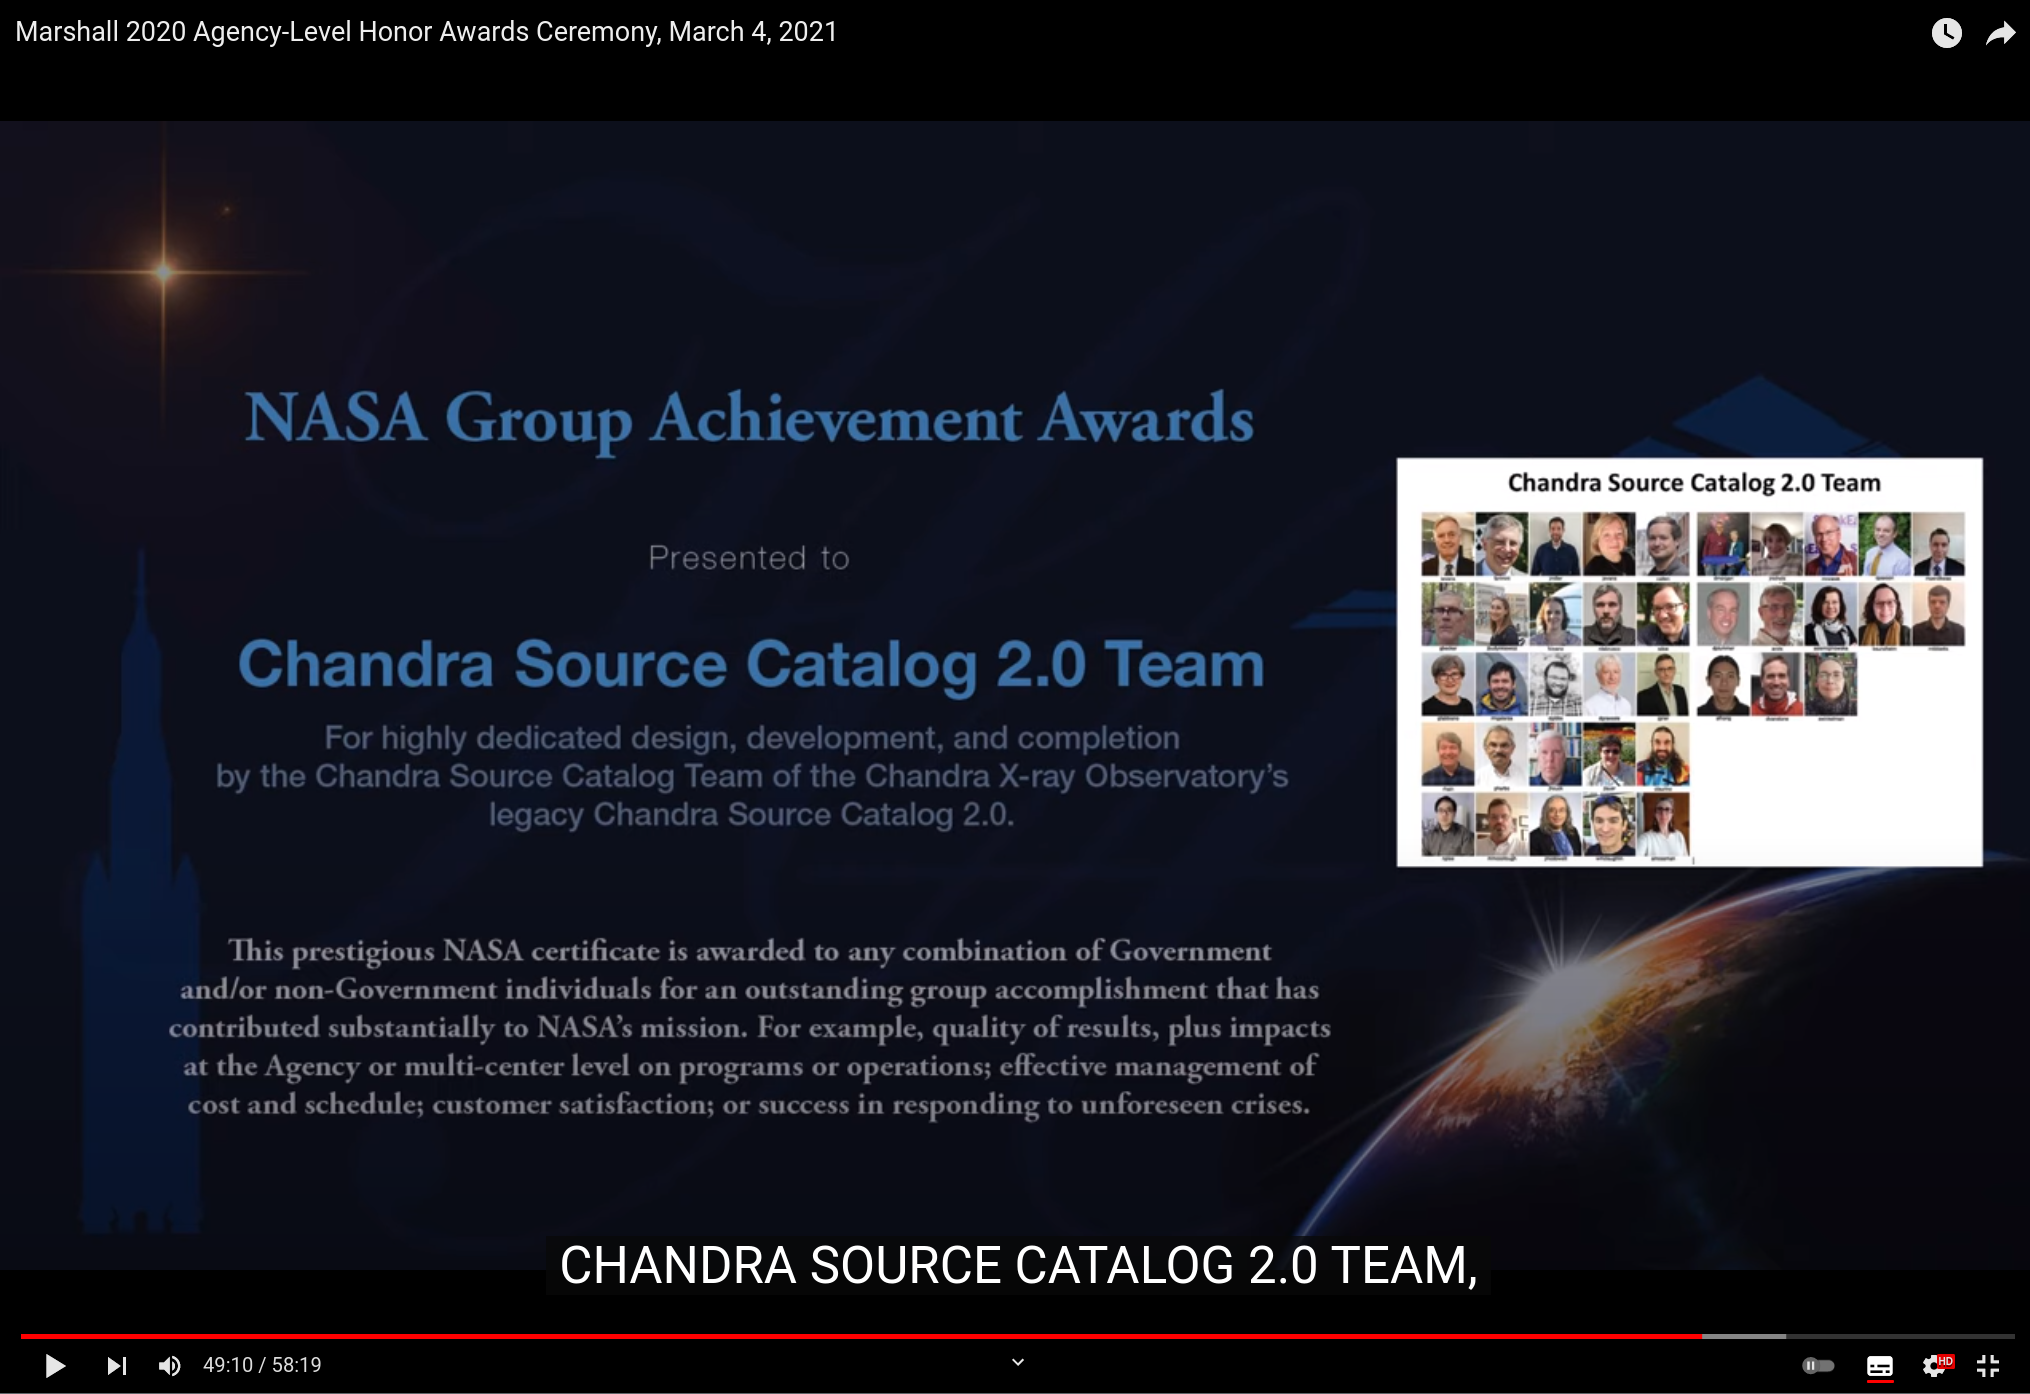 Marshall 2020 Agency-Level Honor Awards Ceremony, March 4, 2021
NASA Group Achievement Awards
Presented to
Chandra Source Catalog 2.0 Team
For highly dedicated design, development, and completion
by the Chandra Source Catalog Team of the Chandra X-ray Observatory's
legacy Chandra Source Catalog 2.0.
This prestigious NASA certificate is awarded to any combination of Government
and/or non-Government individuals for an outstanding group accomplishment that has
contributed substantially to NASA's mission. For example, quality of results, plus impacts
at the Agency or multi-center level on programs or operations; effective management of
cost and schedule; customer satisfaction; or success in responding to unforeseen crises.
Chandra Source Catalog 2.0 Team
CHANDRA SOURCE CATALOG 2.0 TEAM,
49:10 / 58:19
HD